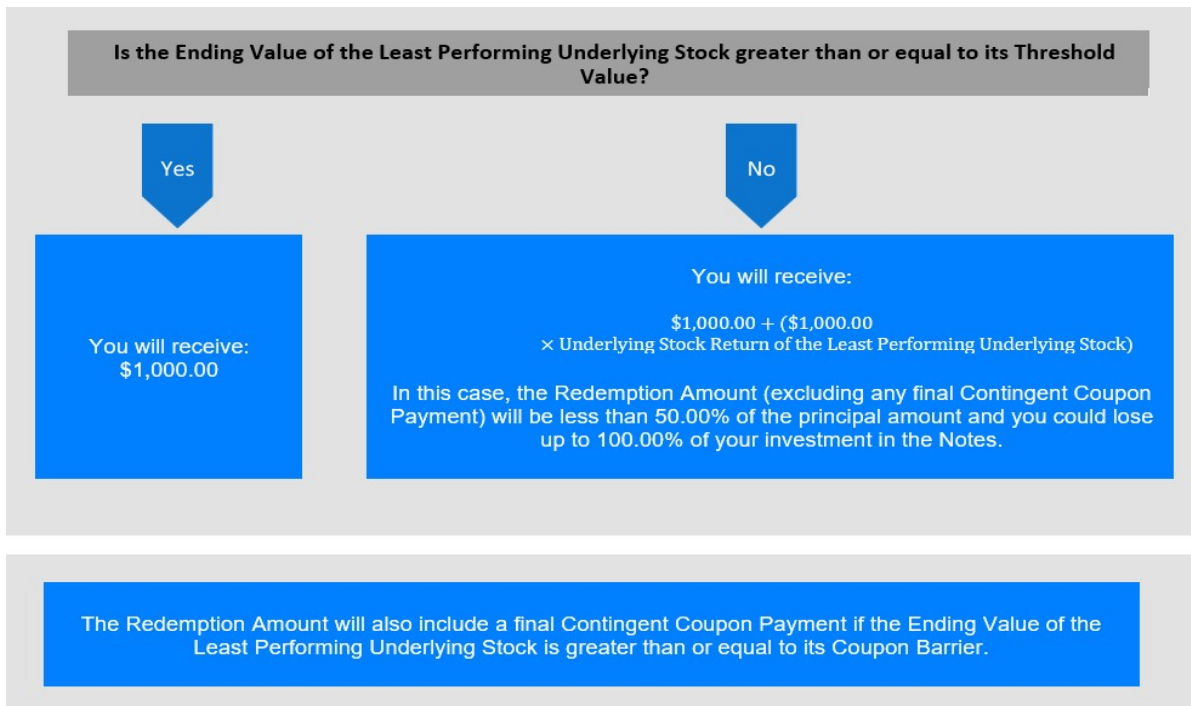 Is the Ending Value of the Least Performing Underlying Stock greater than or equal to its Threshold
Value?
Yes
No
You will receive:
$1,000.00
You will receive:
$1,000.00 + ($1,000.00
× Underlying Stock Return of the Least Performing Underlying Stock)
In this case, the Redemption Amount (excluding any final Contingent Coupon
Payment) will be less than 50.00% of the principal amount and you could lose
up to 100.00% of your investment in the Notes.
The Redemption Amount will also include a final Contingent Coupon Payment if the Ending Value of the
Least Performing Underlying Stock is greater than or equal to its Coupon Barrier.